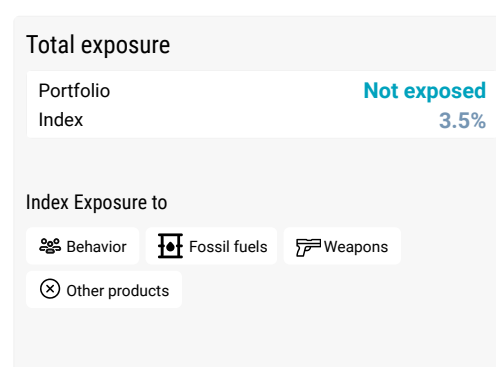 Total exposure
Portfolio Not exposed
Index 3.5%
Index Exposure to
Behavior Fossil fuels Weapons
Other products